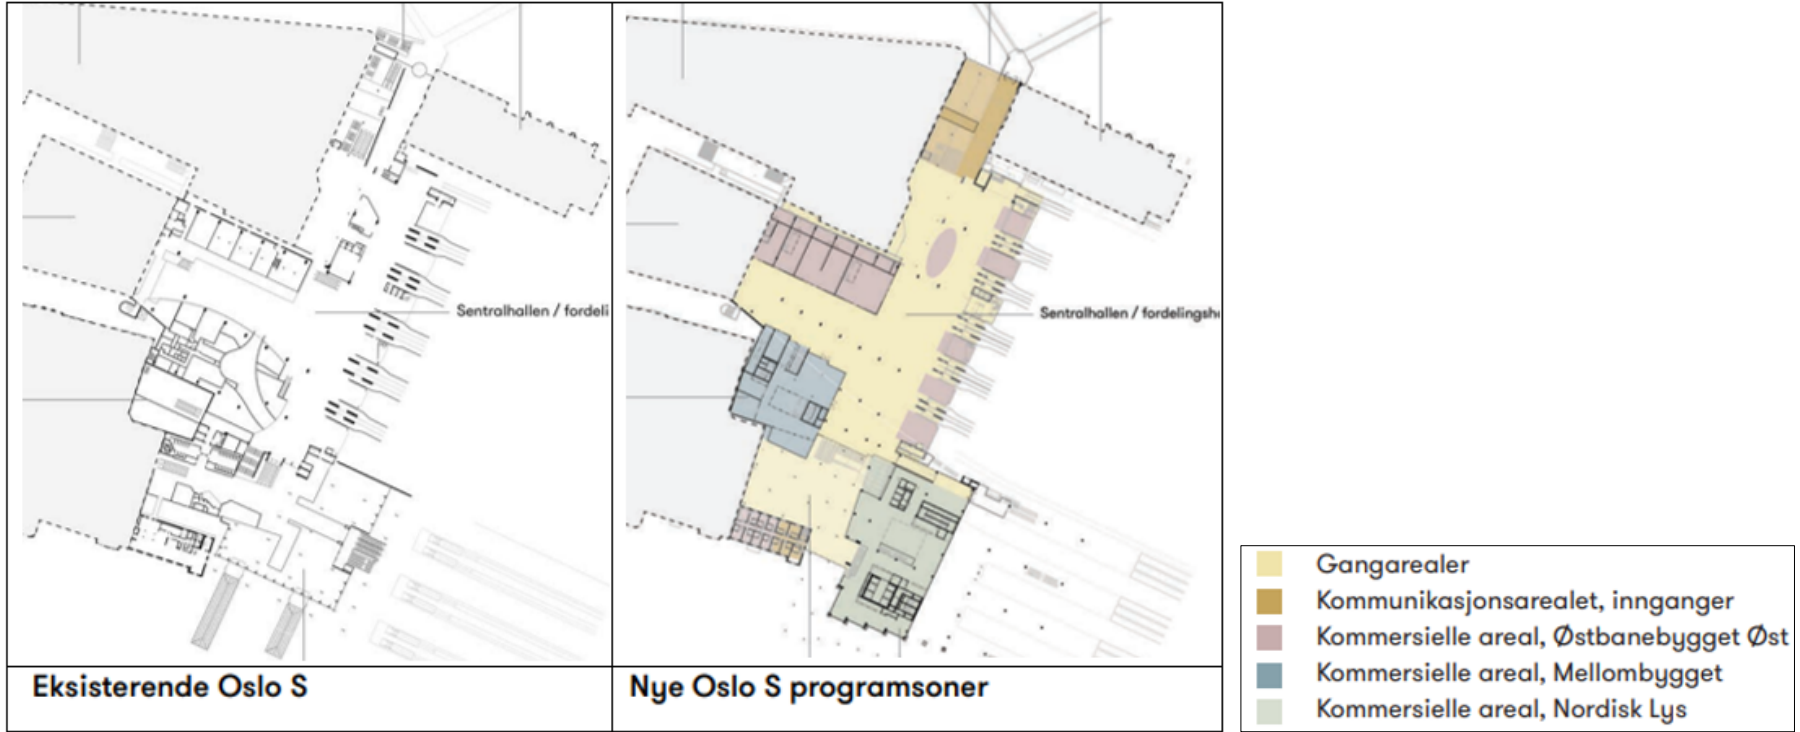 Sentralhallen / fordeli
Sentralhallen / fordelingsh
Eksisterende Oslo S
Nye Oslo S programsoner
Gangarealer
Kommunikasjonsarealet, innganger
Kommersielle areal, Østbanebygget Øst
Kommersielle areal, Mellombygget
Kommersielle areal, Nordisk Lys